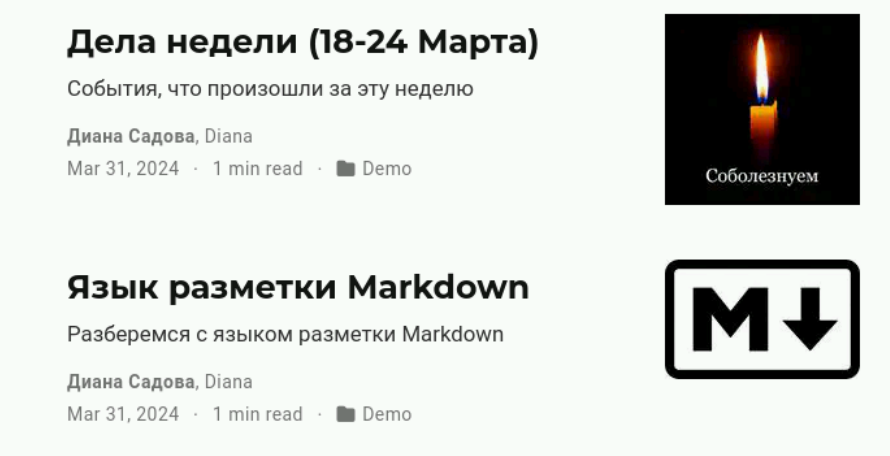 Дела недели (18-24 Марта)
События, что произошли за эту неделю
Диана Садова, Diana
Mar 31, 2024 · 1 min read · Demo
Соболезнуем
Язык разметки Markdown
Разберемся с языком разметки Markdown
Диана Садова, Diana
Mar 31, 2024 · 1 min read · Demo
M